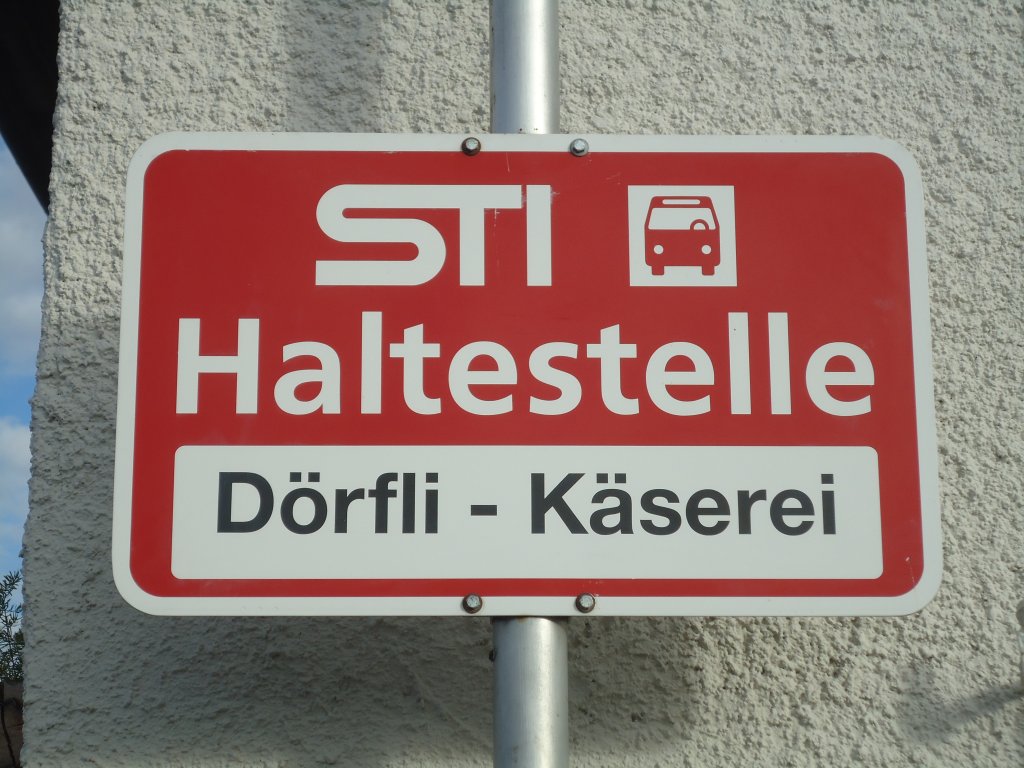 STI
Haltestelle
Dörfli - Käserei